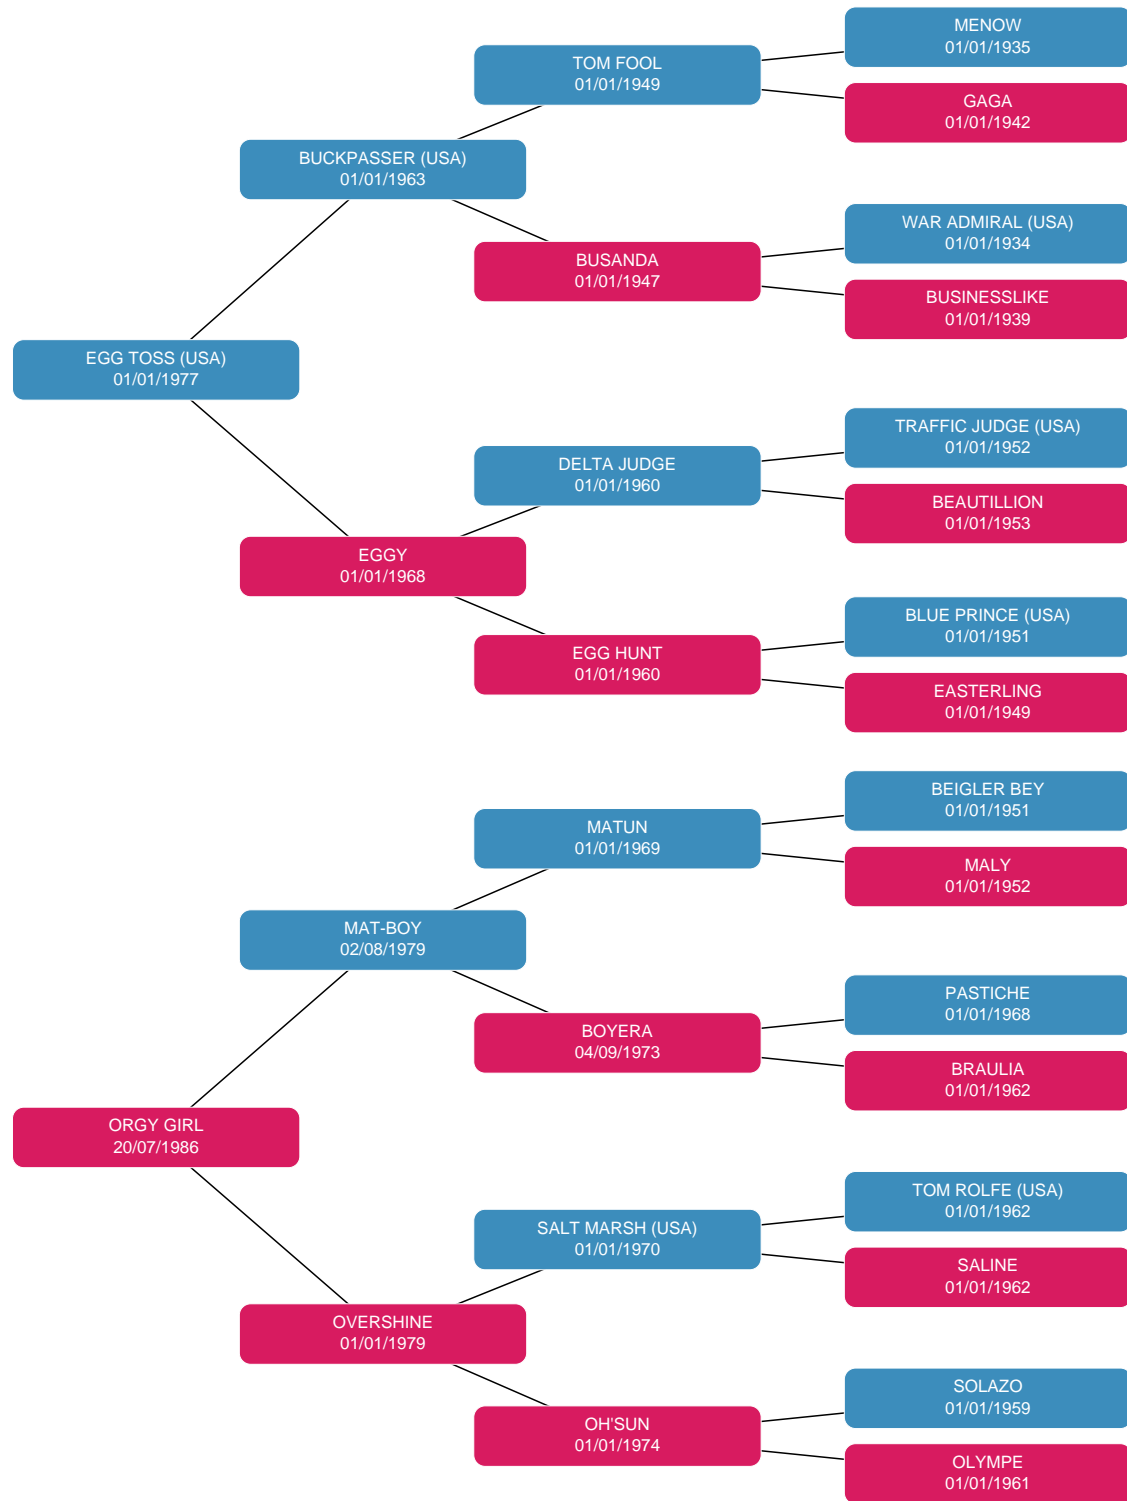 MENOW
01/01/1935
TOM FOOL
01/01/1949
GAGA
01/01/1942
BUCKPASSER (USA)
01/01/1963
WAR ADMIRAL (USA)
01/01/1934
BUSANDA
01/01/1947
BUSINESSLIKE
01/01/1939
EGG TOSS (USA)
01/01/1977
TRAFFIC JUDGE (USA)
01/01/1952
DELTA JUDGE
01/01/1960
BEAUTILLION
01/01/1953
EGGY
01/01/1968
BLUE PRINCE (USA)
01/01/1951
EGG HUNT
01/01/1960
EASTERLING
01/01/1949
BEIGLER BEY
01/01/1951
MATUN
01/01/1969
MALY
01/01/1952
MAT-BOY
02/08/1979
PASTICHE
01/01/1968
BOYERA
04/09/1973
BRAULIA
01/01/1962
ORGY GIRL
20/07/1986
TOM ROLFE (USA)
01/01/1962
SALT MARSH (USA)
01/01/1970
SALINE
01/01/1962
OVERSHINE
01/01/1979
SOLAZO
01/01/1959
OH'SUN
01/01/1974
OLYMPE
01/01/1961